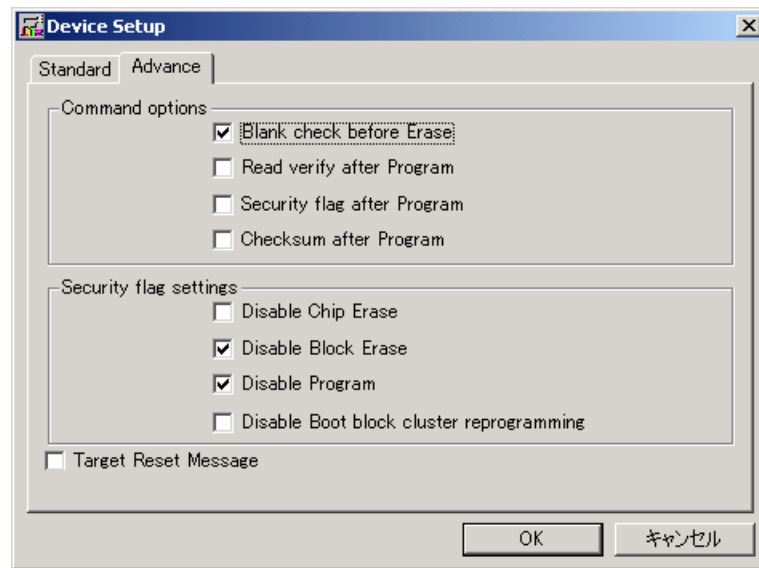 Device Setup
Standard
Advance
Command options
Blank check before Erase
Read verify after Program
Security flag after Program
Checksum after Program
Security flag settings
Disable Chip Erase
Disable Block Erase
Disable Program
Disable Boot block cluster reprogramming
Target Reset Message
OK
キャンセル